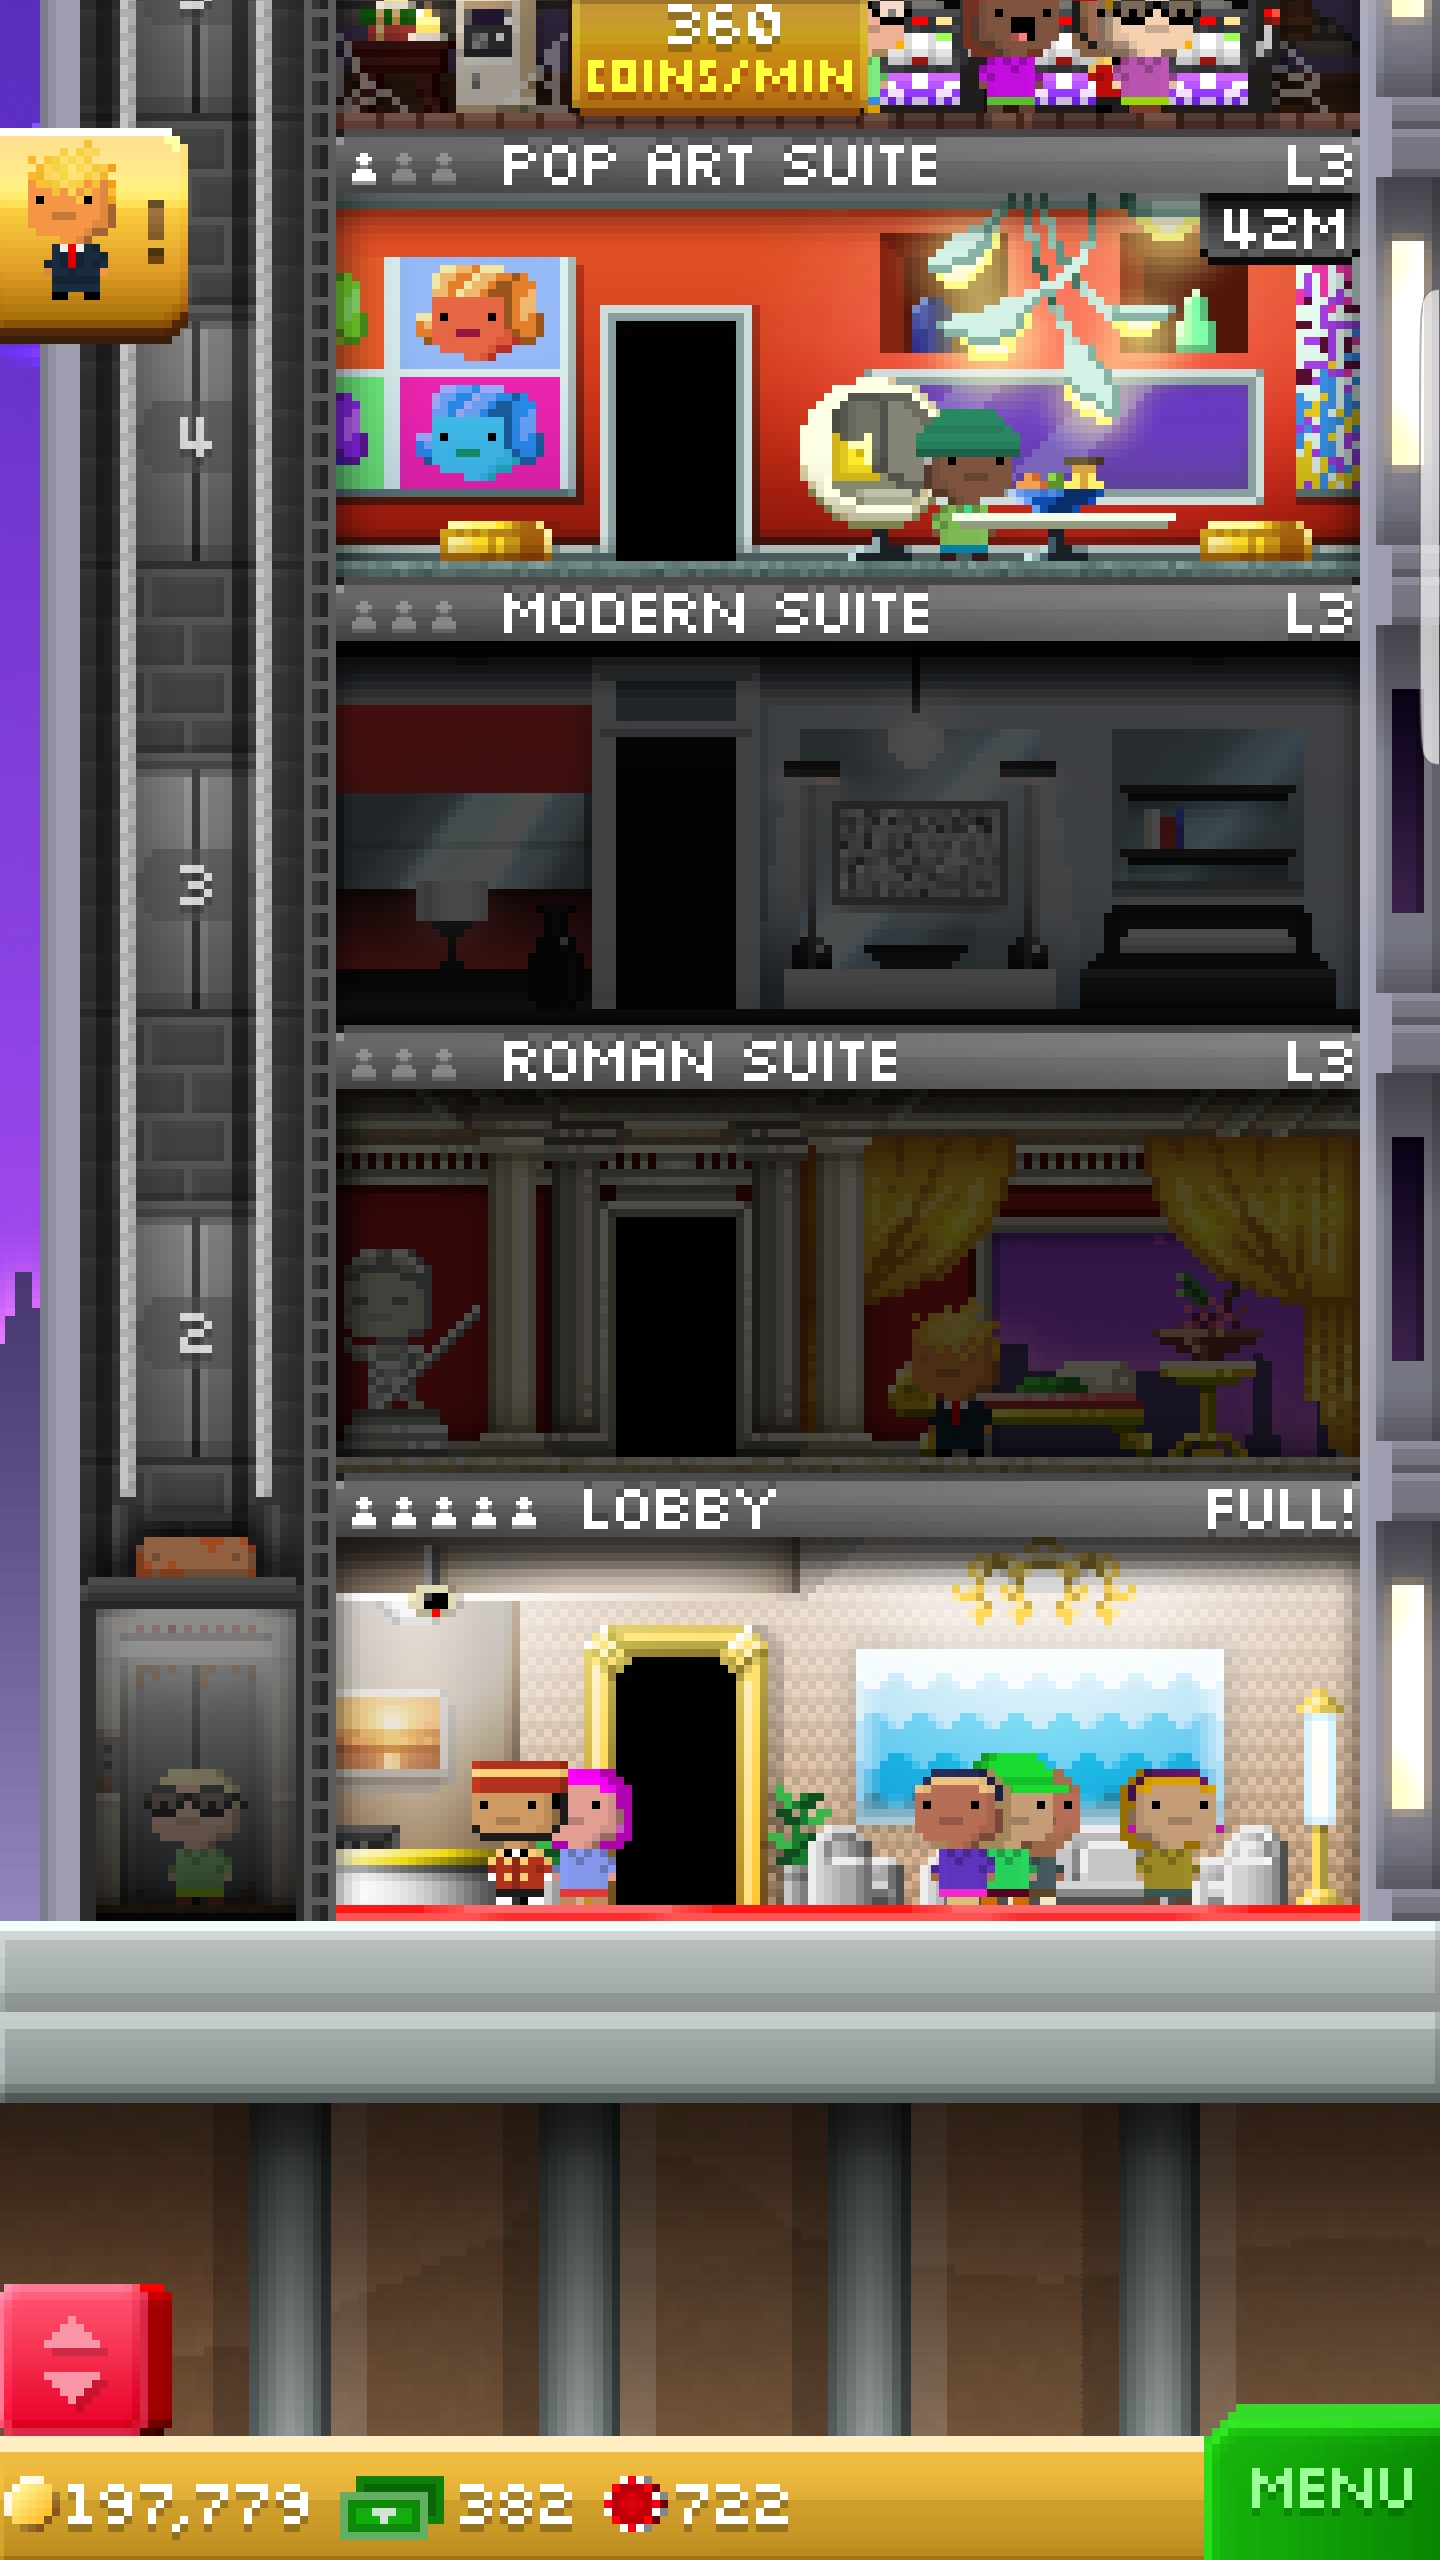 360
COINS/MIN
POP ART SUITE L3
42M
!
4
MODERN SUITE L3
3
ROMAN SUITE L3
2
LOBBY FULL!
197,779 382 722
MENU